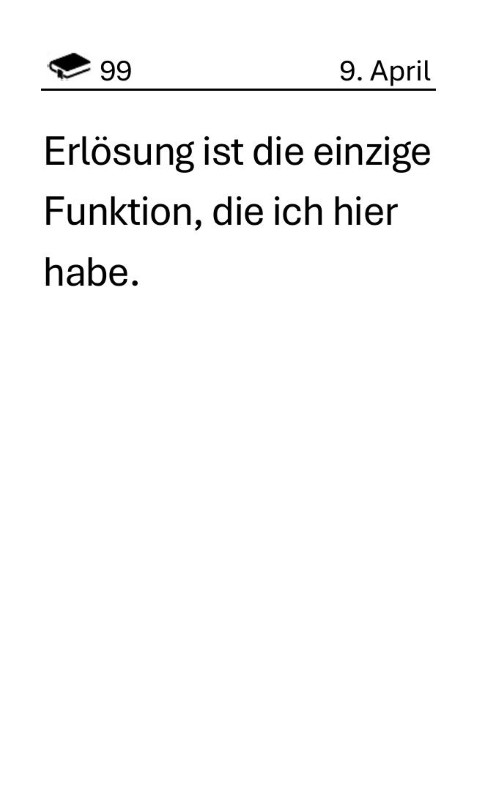 99 9. April
Erlösung ist die einzige
Funktion, die ich hier
habe.